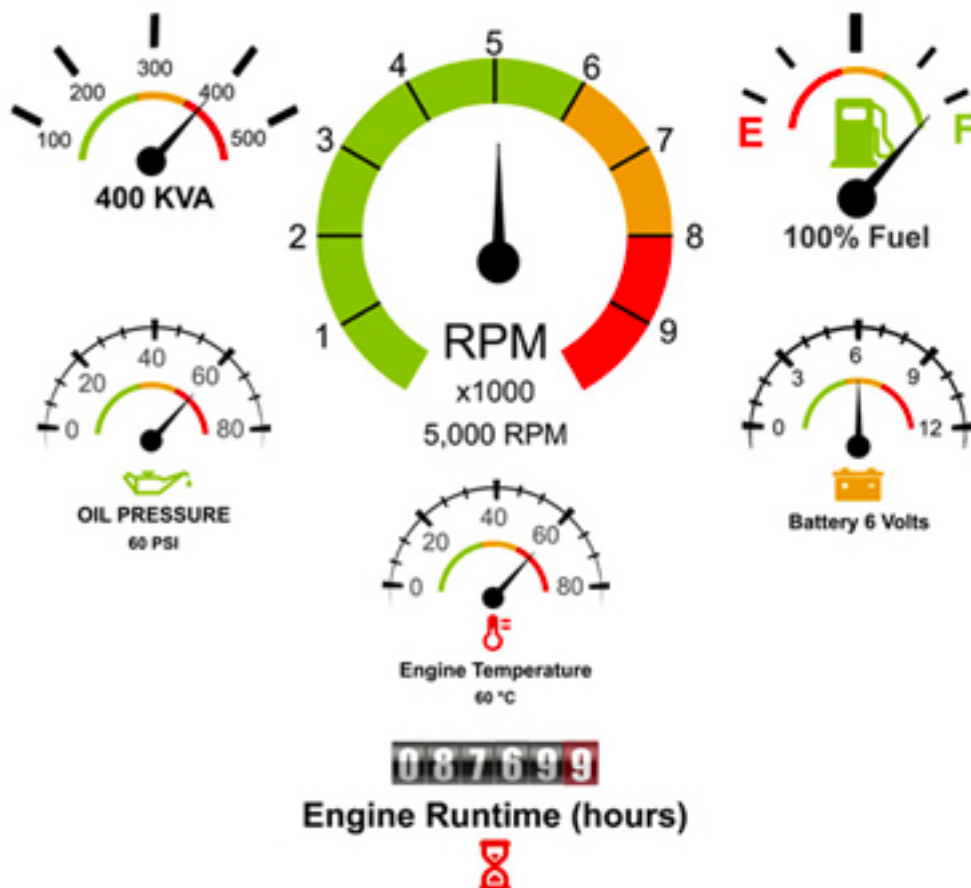 100
200
300
400
500
400 KVA
1
2
3
4
5
6
7
8
9
RPM
x1000
5,000 RPM
E
F
100% Fuel
0
20
40
60
80
OIL PRESSURE
60 PSI
0
20
40
60
80
Engine Temperature
60 °C
0
3
6
9
12
Battery 6 Volts
087699
Engine Runtime (hours)